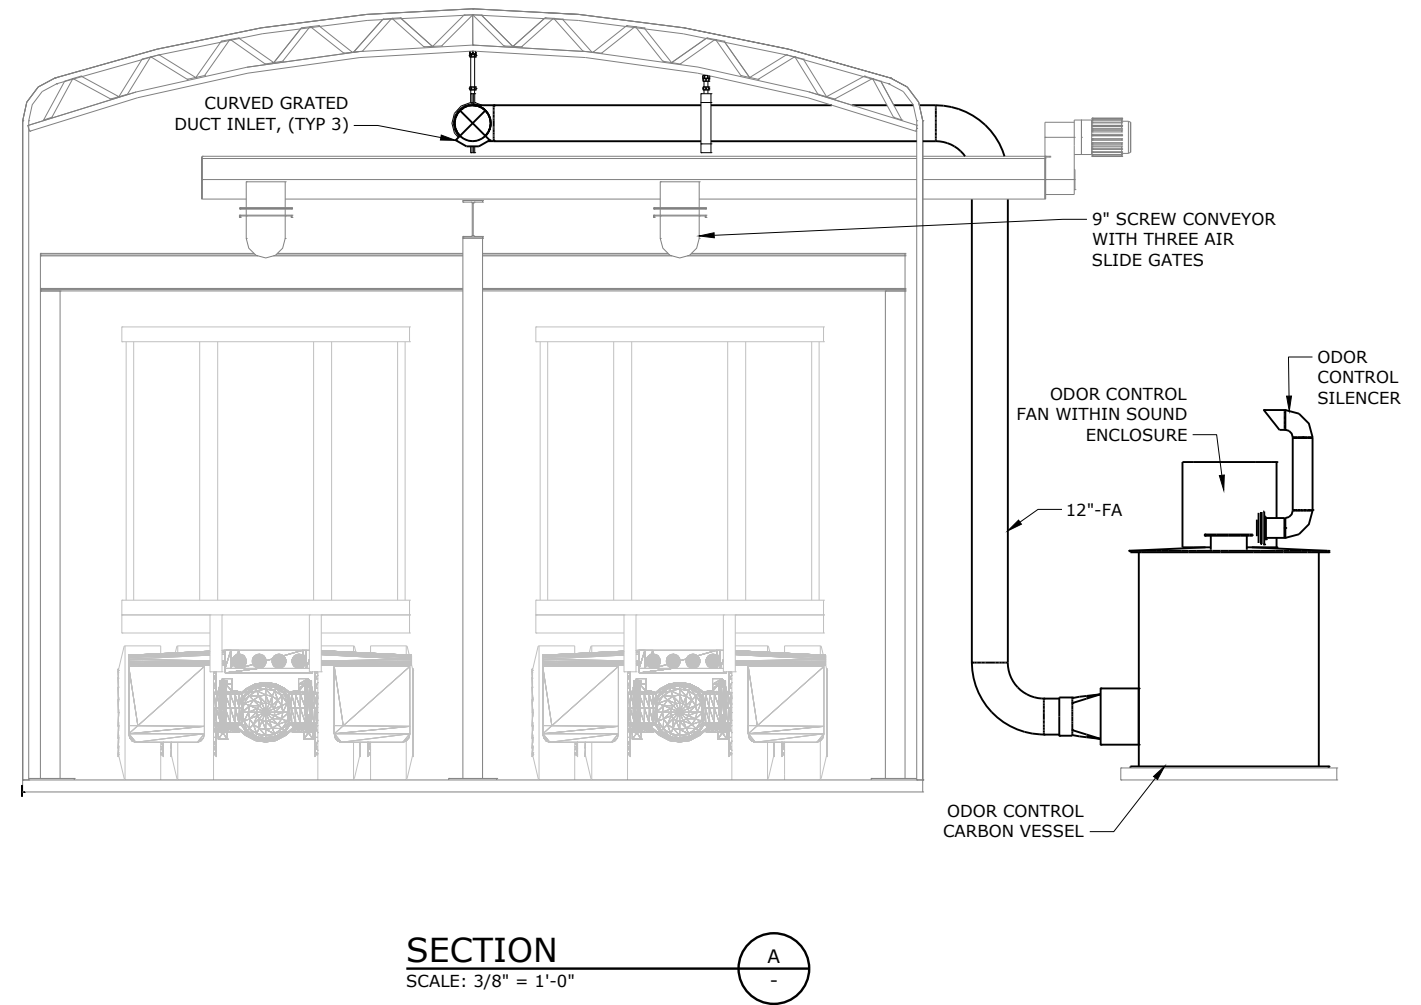 CURVED GRATED
DUCT INLET, (TYP 3)
9" SCREW CONVEYOR
WITH THREE AIR
SLIDE GATES
ODOR
CONTROL
SILENCER
ODOR CONTROL
FAN WITHIN SOUND
ENCLOSURE
12"-FA
ODOR CONTROL
CARBON VESSEL
SECTION
SCALE: 3/8" = 1'-0"
A
-